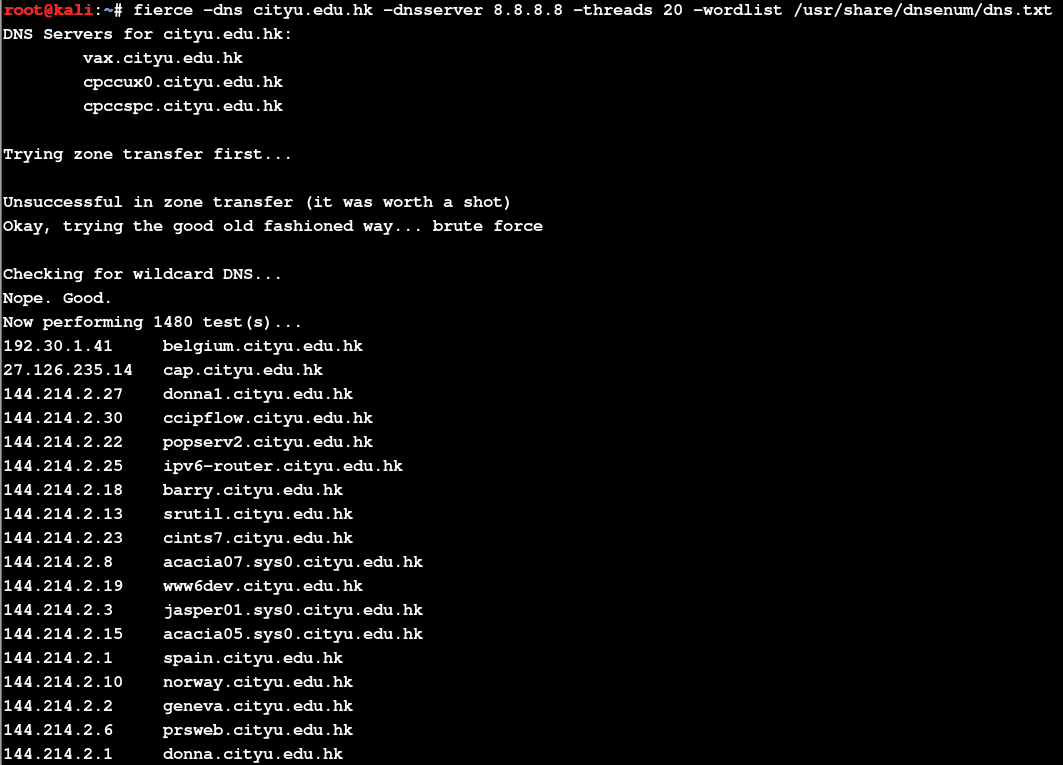 root@kali:~# fierce -dns cityu.edu.hk -dnsserver 8.8.8.8 -threads 20 -wordlist /usr/share/dnsenum/dns.txt
DNS Servers for cityu.edu.hk:
vax.cityu.edu.hk
cpccux0.cityu.edu.hk
cpccspc.cityu.edu.hk
Trying zone transfer first...
Unsuccessful in zone transfer (it was worth a shot)
Okay, trying the good old fashioned way... brute force
Checking for wildcard DNS...
Nope. Good.
Now performing 1480 test(s)...
192.30.1.41 belgium.cityu.edu.hk
27.126.235.14 cap.cityu.edu.hk
144.214.2.27 donna1.cityu.edu.hk
144.214.2.30 ccipflow.cityu.edu.hk
144.214.2.22 popserv2.cityu.edu.hk
144.214.2.25 ipv6-router.cityu.edu.hk
144.214.2.18 barry.cityu.edu.hk
144.214.2.13 srutil.cityu.edu.hk
144.214.2.23 cints7.cityu.edu.hk
144.214.2.8 acacia07.sys0.cityu.edu.hk
144.214.2.19 www6dev.cityu.edu.hk
144.214.2.3 jasper01.sys0.cityu.edu.hk
144.214.2.15 acacia05.sys0.cityu.edu.hk
144.214.2.1 spain.cityu.edu.hk
144.214.2.10 norway.cityu.edu.hk
144.214.2.2 geneva.cityu.edu.hk
144.214.2.6 prsweb.cityu.edu.hk
144.214.2.1 donna.cityu.edu.hk